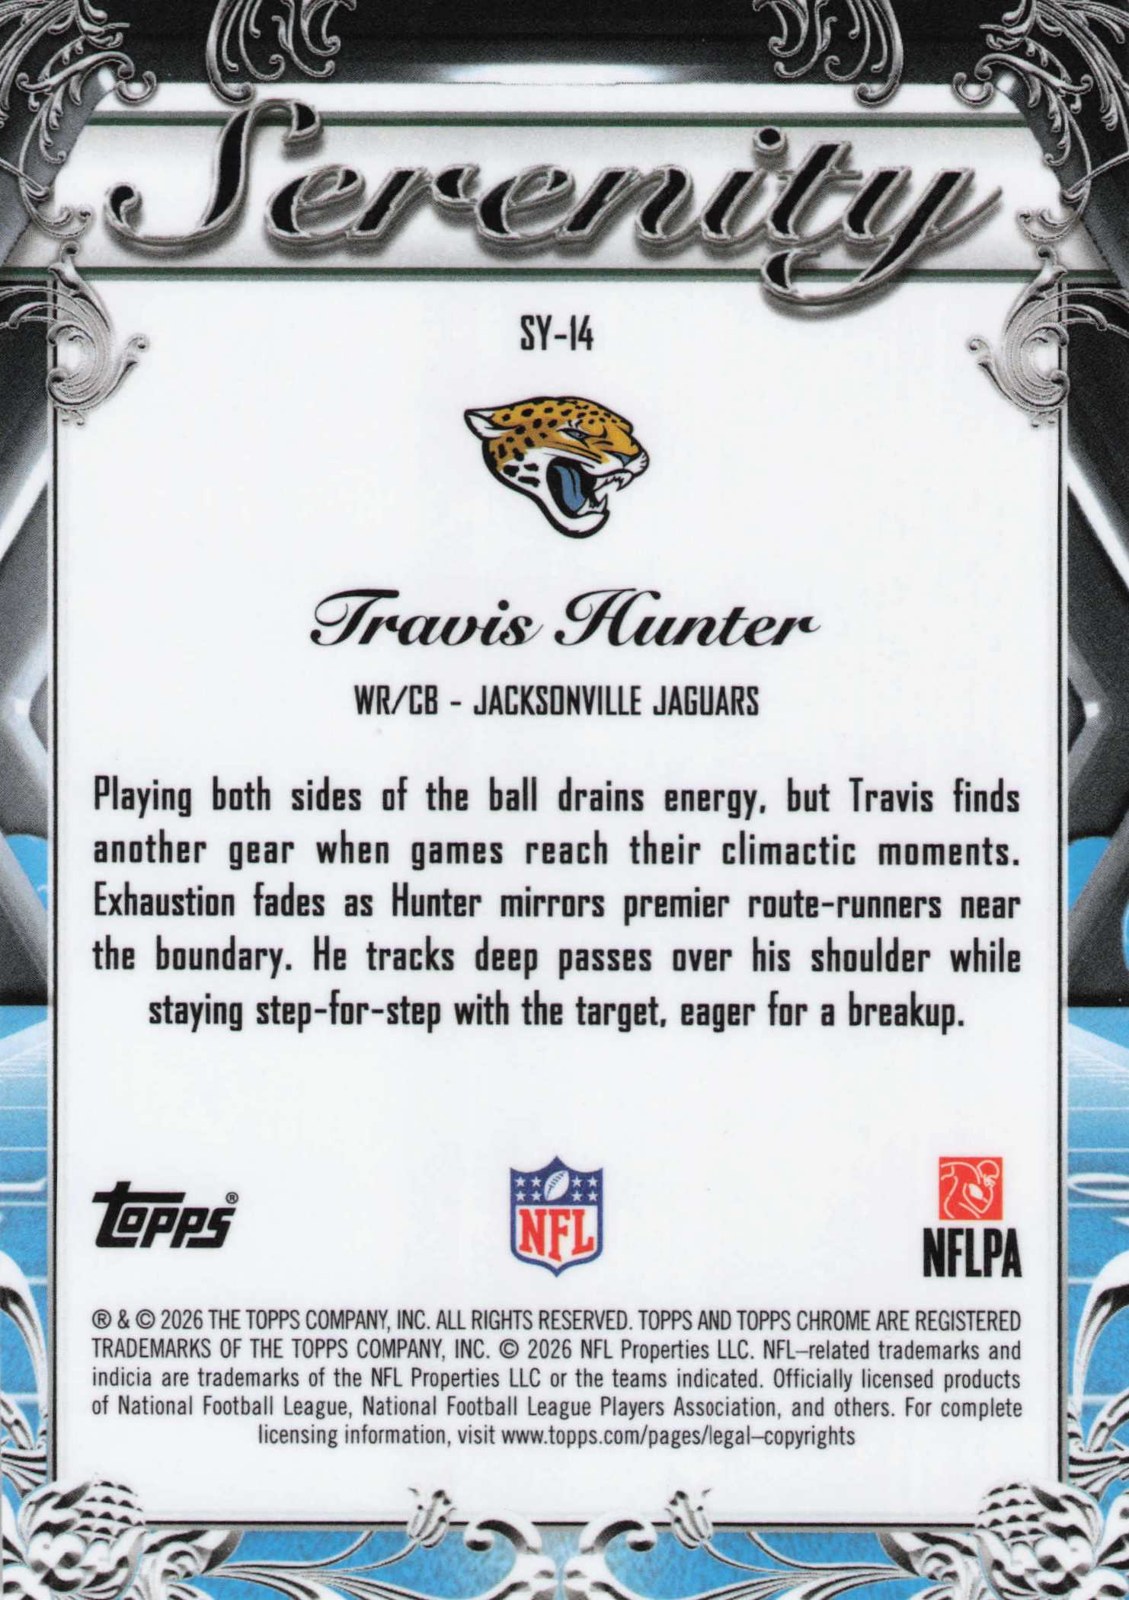 Serenity
SY-14
Travis Hunter
WR/CB - JACKSONVILLE JAGUARS
Playing both sides of the ball drains energy, but Travis finds
another gear when games reach their climactic moments.
Exhaustion fades as Hunter mirrors premier route-runners near
the boundary. He tracks deep passes over his shoulder while
staying step-for-step with the target, eager for a breakup.
topps®
NFL
NFLPA
® & © 2026 THE TOPPS COMPANY, INC. ALL RIGHTS RESERVED. TOPPS AND TOPPS CHROME ARE REGISTERED
TRADEMARKS OF THE TOPPS COMPANY, INC. © 2026 NFL Properties LLC. NFL–related trademarks and
indicia are trademarks of the NFL Properties LLC or the teams indicated. Officially licensed products
of National Football League, National Football League Players Association, and others. For complete
licensing information, visit www.topps.com/pages/legal–copyrights